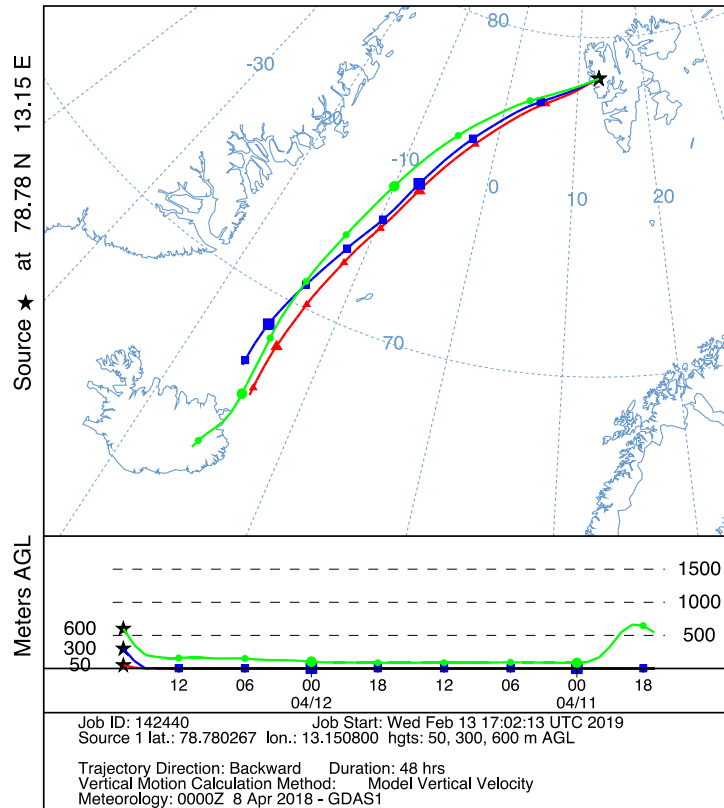 Source ★ at 78.78 N 13.15 E
80
-30
-20
-10
0
10
20
70
Meters AGL
1500
1000
600
500
300
50
12 06 00 18 12 06 00 18
04/12 04/11
Job ID: 142440 Job Start: Wed Feb 13 17:02:13 UTC 2019
Source 1 lat.: 78.780267 lon.: 13.150800 hgts: 50, 300, 600 m AGL
Trajectory Direction: Backward Duration: 48 hrs
Vertical Motion Calculation Method: Model Vertical Velocity
Meteorology: 0000Z 8 Apr 2018 - GDAS1